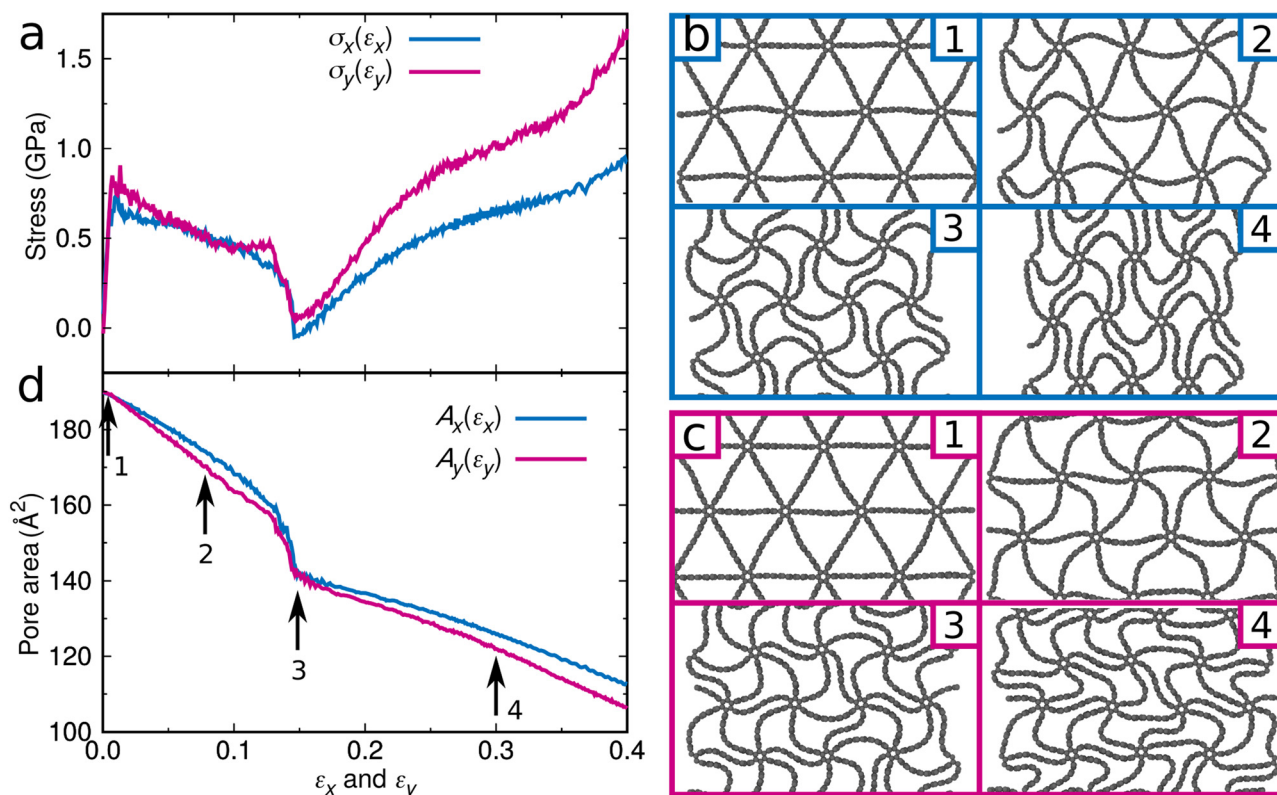 a
σx(εx)
σy(εy)
Stress (GPa)
1.5
1.0
0.5
0.0
d
Ax(εx)
Ay(εy)
Pore area (Å²)
180
160
140
120
100
1
2
3
4
0.0 0.1 0.2 0.3 0.4
εx and εy
b 1 2
3 4
c 1 2
3 4